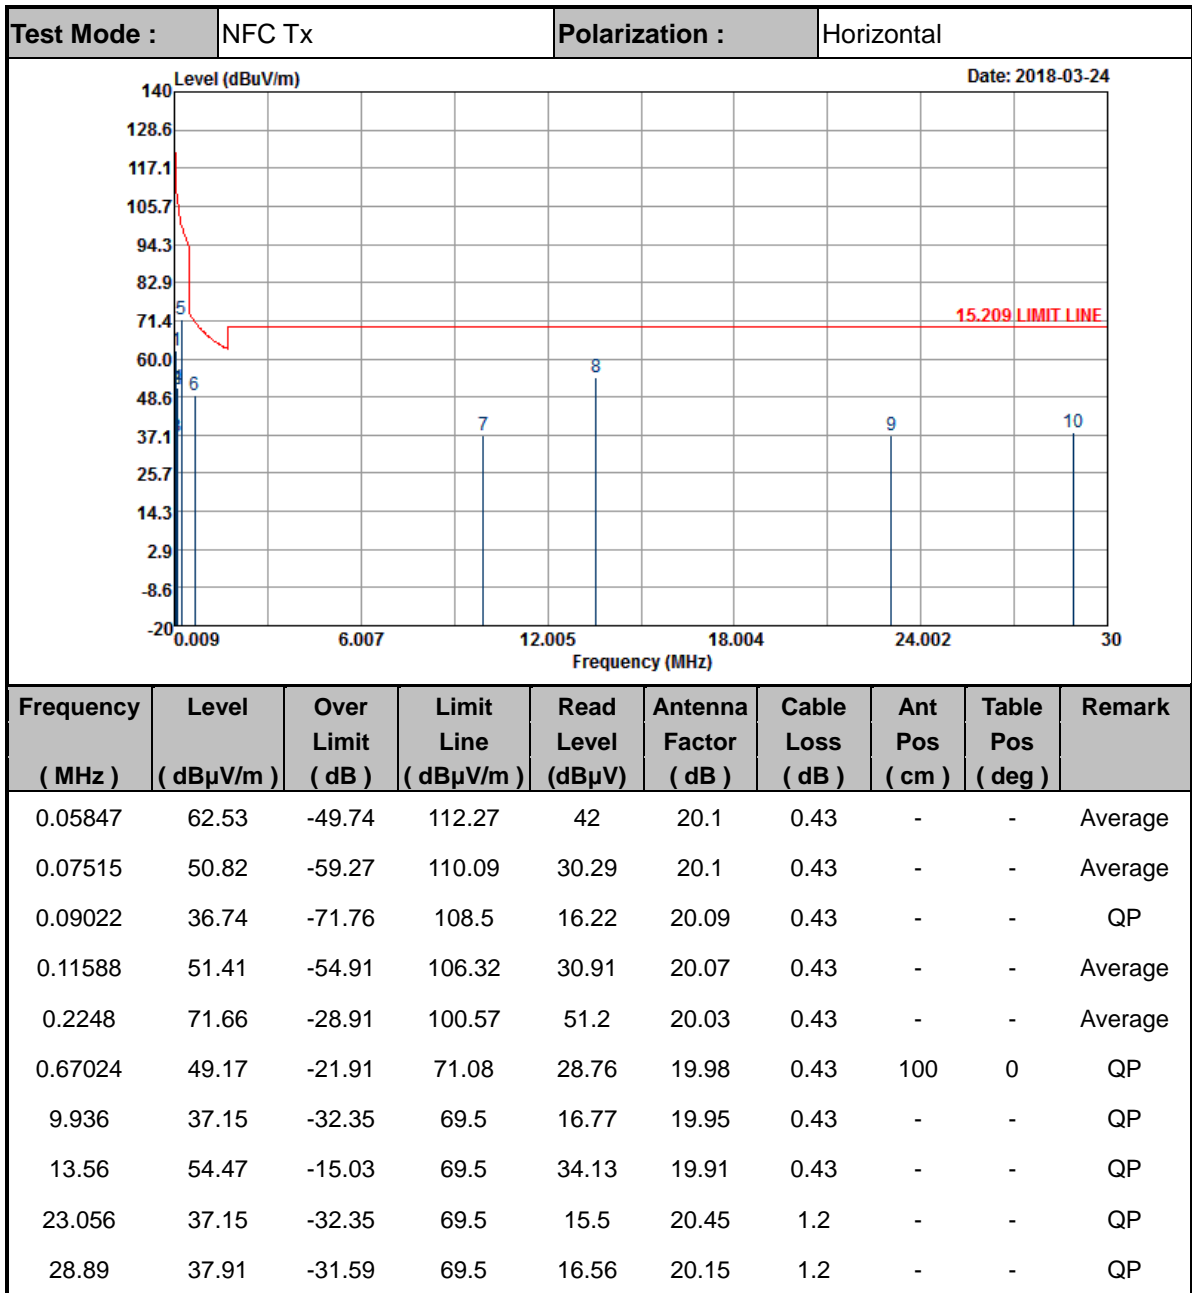 Test Mode : NFC Tx Polarization : Horizontal
Level (dBuV/m) Date: 2018-03-24
140
128.6
117.1
105.7
94.3
82.9
71.4
60.0
48.6
37.1
25.7
14.3
2.9
-8.6
-20
5
1
6
7
8
9
10
15.209 LIMIT LINE
0.009 6.007 12.005 18.004 24.002 30
Frequency (MHz)
Frequency Level Over Limit Read Antenna Cable Ant Table Remark
Limit Line Level Factor Loss Pos Pos
( MHz ) ( dBµV/m ) ( dB ) ( dBµV/m ) (dBµV) ( dB ) ( dB ) ( cm ) ( deg )
0.05847 62.53 -49.74 112.27 42 20.1 0.43 - - Average
0.07515 50.82 -59.27 110.09 30.29 20.1 0.43 - - Average
0.09022 36.74 -71.76 108.5 16.22 20.09 0.43 - - QP
0.11588 51.41 -54.91 106.32 30.91 20.07 0.43 - - Average
0.2248 71.66 -28.91 100.57 51.2 20.03 0.43 - - Average
0.67024 49.17 -21.91 71.08 28.76 19.98 0.43 100 0 QP
9.936 37.15 -32.35 69.5 16.77 19.95 0.43 - - QP
13.56 54.47 -15.03 69.5 34.13 19.91 0.43 - - QP
23.056 37.15 -32.35 69.5 15.5 20.45 1.2 - - QP
28.89 37.91 -31.59 69.5 16.56 20.15 1.2 - - QP